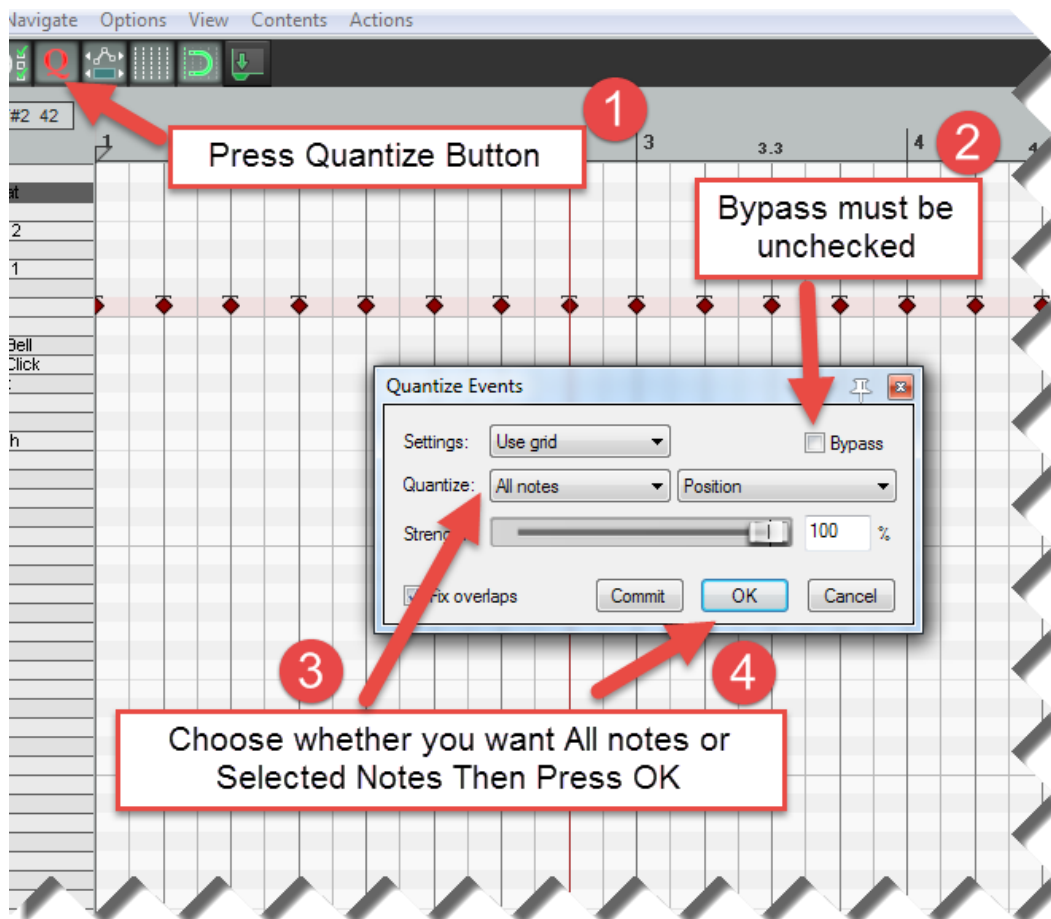 Navigate Options View Contents Actions
Q
#2 42
1
Press Quantize Button
1
3
3.3
4
2
4
at
Bypass must be
unchecked
2
1
Bell
Click
h
Quantize Events
Settings: Use grid
Bypass
Quantize: All notes Position
100 %
Fix overlaps Commit OK Cancel
3
4
Choose whether you want All notes or
Selected Notes Then Press OK